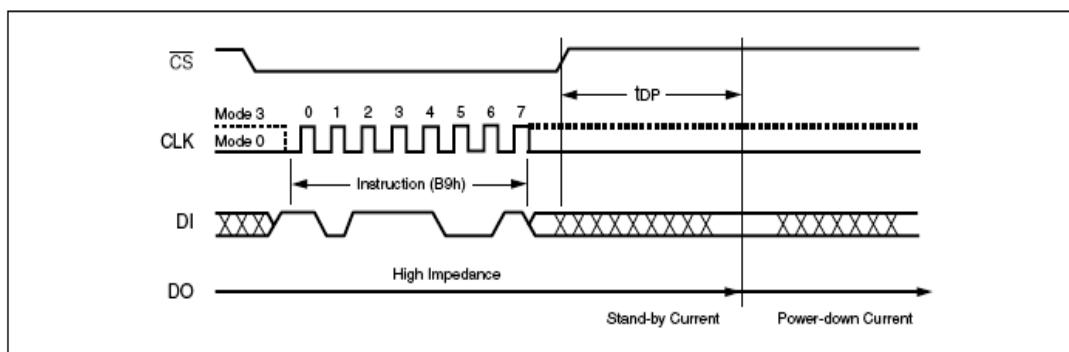 CS
tDP
Mode 3
0 1 2 3 4 5 6 7
CLK
Mode 0
Instruction (B9h)
DI
High Impedance
DO
Stand-by Current
Power-down Current